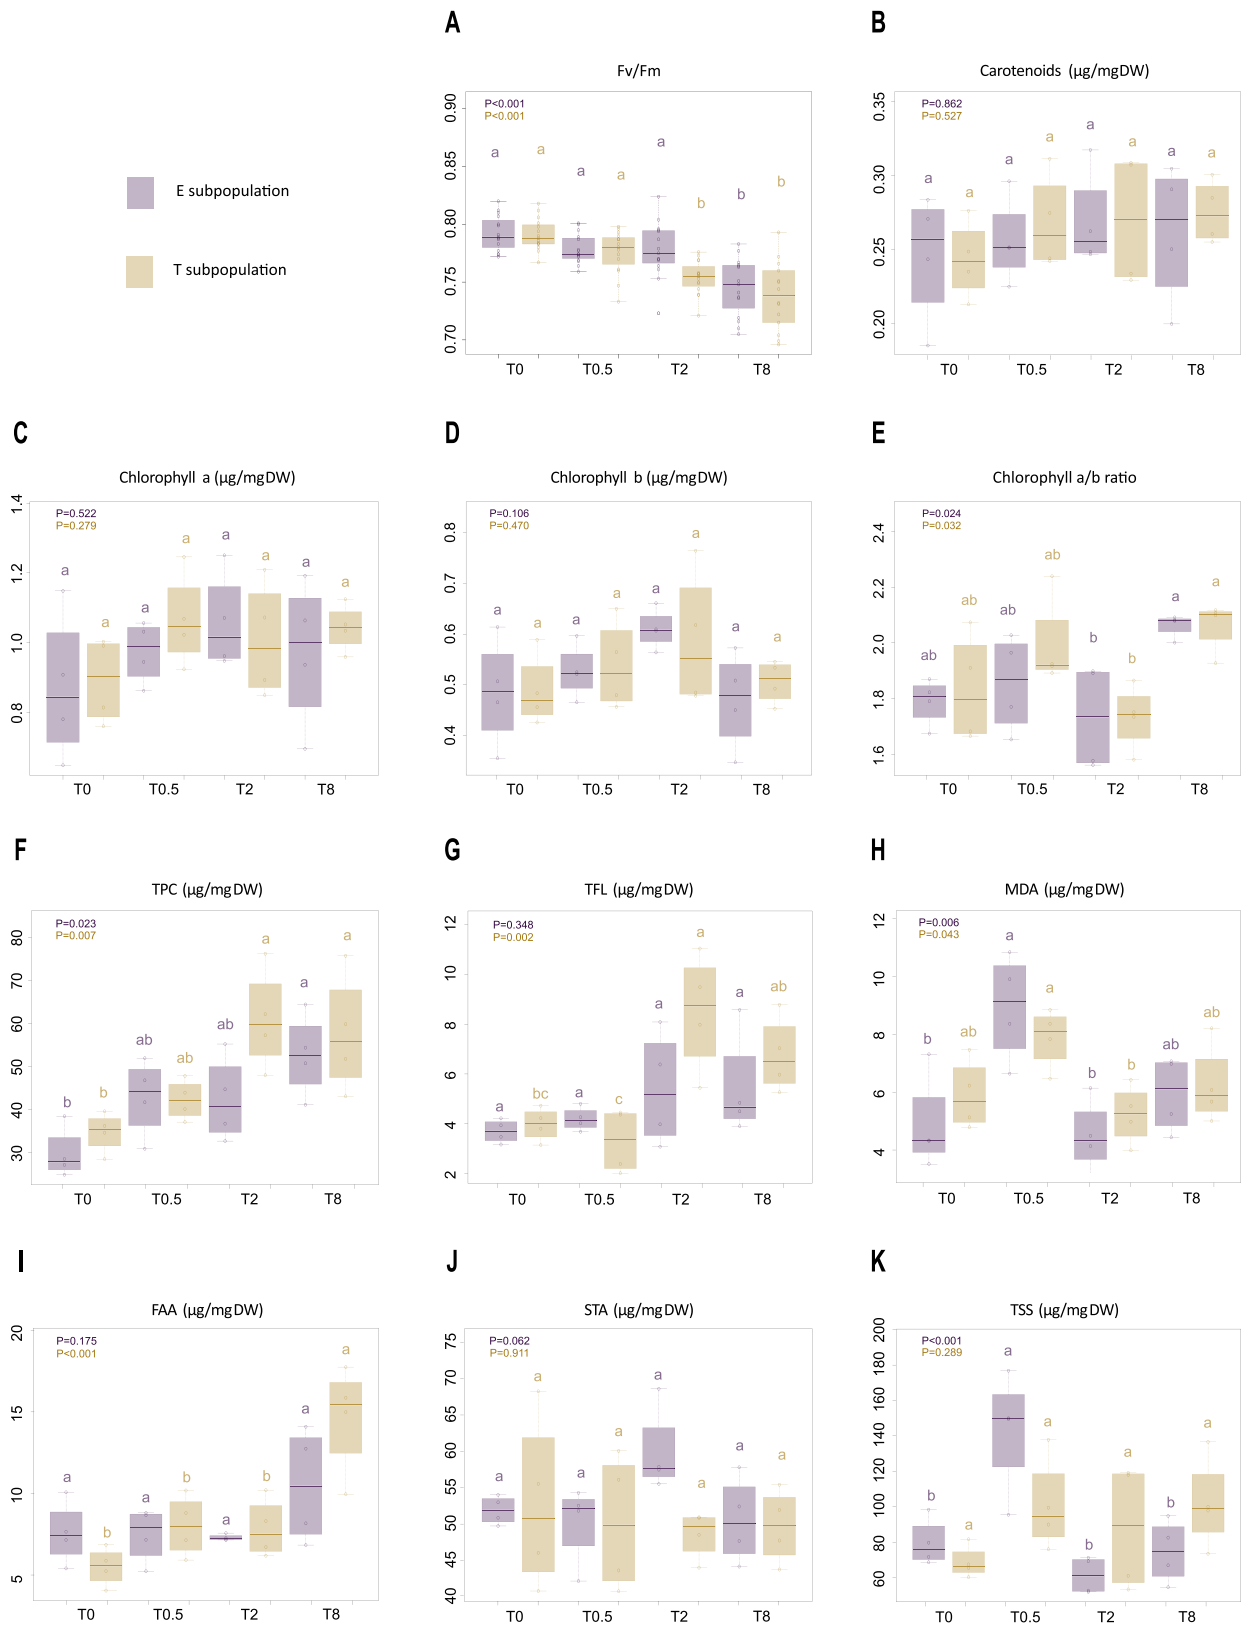 A
Fv/Fm
P<0.001
P<0.001
0.90
0.85
0.80
0.75
0.70
a
a
a
a
a
b
b
b
T0
T0.5
T2
T8
B
Carotenoids (µg/mgDW)
P=0.862
P=0.527
0.35
0.30
0.25
0.20
a
a
a
a
a
a
a
a
T0
T0.5
T2
T8
E subpopulation
T subpopulation
C
Chlorophyll a (µg/mgDW)
P=0.522
P=0.279
1.4
1.2
1.0
0.8
a
a
a
a
a
a
a
a
T0
T0.5
T2
T8
D
Chlorophyll b (µg/mgDW)
P=0.106
P=0.470
0.8
0.7
0.6
0.5
0.4
a
a
a
a
a
a
a
a
T0
T0.5
T2
T8
E
Chlorophyll a/b ratio
P=0.024
P=0.032
2.4
2.2
2.0
1.8
1.6
ab
ab
ab
ab
b
b
a
a
T0
T0.5
T2
T8
F
TPC (µg/mgDW)
P=0.023
P=0.007
80
70
60
50
40
30
b
b
ab
ab
ab
a
a
a
T0
T0.5
T2
T8
G
TFL (µg/mgDW)
P=0.348
P=0.002
12
10
8
6
4
2
a
bc
a
c
a
a
a
ab
T0
T0.5
T2
T8
H
MDA (µg/mgDW)
P=0.006
P=0.043
12
10
8
6
4
b
ab
a
a
b
b
ab
ab
T0
T0.5
T2
T8
I
FAA (µg/mgDW)
P=0.175
P<0.001
20
15
10
5
a
b
a
b
a
b
a
a
T0
T0.5
T2
T8
J
STA (µg/mgDW)
P=0.062
P=0.911
75
70
65
60
55
50
45
40
a
a
a
a
a
a
a
a
T0
T0.5
T2
T8
K
TSS (µg/mgDW)
P<0.001
P=0.289
200
180
160
140
120
100
80
60
b
a
a
a
b
a
b
a
T0
T0.5
T2
T8